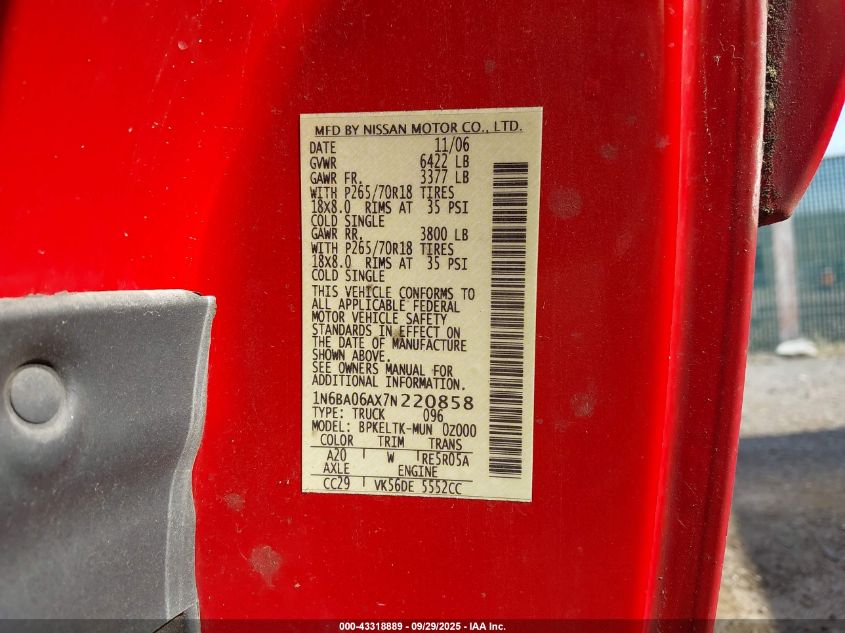 MFD BY NISSAN MOTOR CO., LTD.
DATE 11/06
GVWR 6422 LB
GAWR FR. 3377 LB
WITH P265/70R18 TIRES
18X8.0 RIMS AT 35 PSI
COLD SINGLE
GAWR RR. 3800 LB
WITH P265/70R18 TIRES
18X8.0 RIMS AT 35 PSI
COLD SINGLE
THIS VEHICLE CONFORMS TO
ALL APPLICABLE FEDERAL
MOTOR VEHICLE SAFETY
STANDARDS IN EFFECT ON
THE DATE OF MANUFACTURE
SHOWN ABOVE.
SEE OWNERS MANUAL FOR
ADDITIONAL INFORMATION.
1N6BA06AX7N220858
TYPE: TRUCK 096
MODEL: BPKELTK-MUN 0Z000
COLOR TRIM TRANS
A20 W RE5R05A
AXLE ENGINE
CC29 VK56DE 5552CC
000-43318889 - 09/29/2025 - IAA Inc.